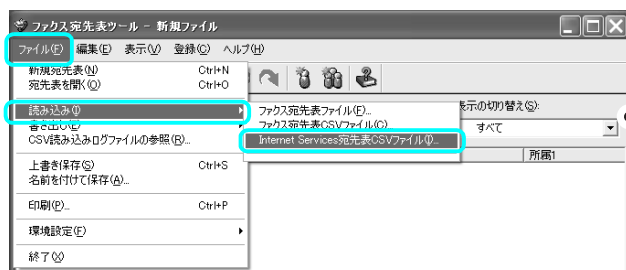 ファクス宛先表ツール - 新規ファイル
ファイル(F) 編集(E) 表示(V) 登録(C) ヘルプ(H)
新規宛先表(N) Ctrl+N
宛先表を開く(O) Ctrl+O
読み込み(I)
書き出し(E)
CSV読み込みログファイルの参照(R)...
上書き保存(S) Ctrl+S
名前を付けて保存(A)...
印刷(P)... Ctrl+P
環境設定(F)
終了(X)
ファクス宛先表ファイル(F)...
ファクス宛先表CSVファイル(C)...
Internet Services宛先表CSVファイル(I)...
表示の切り替え(S):
すべて
所属1